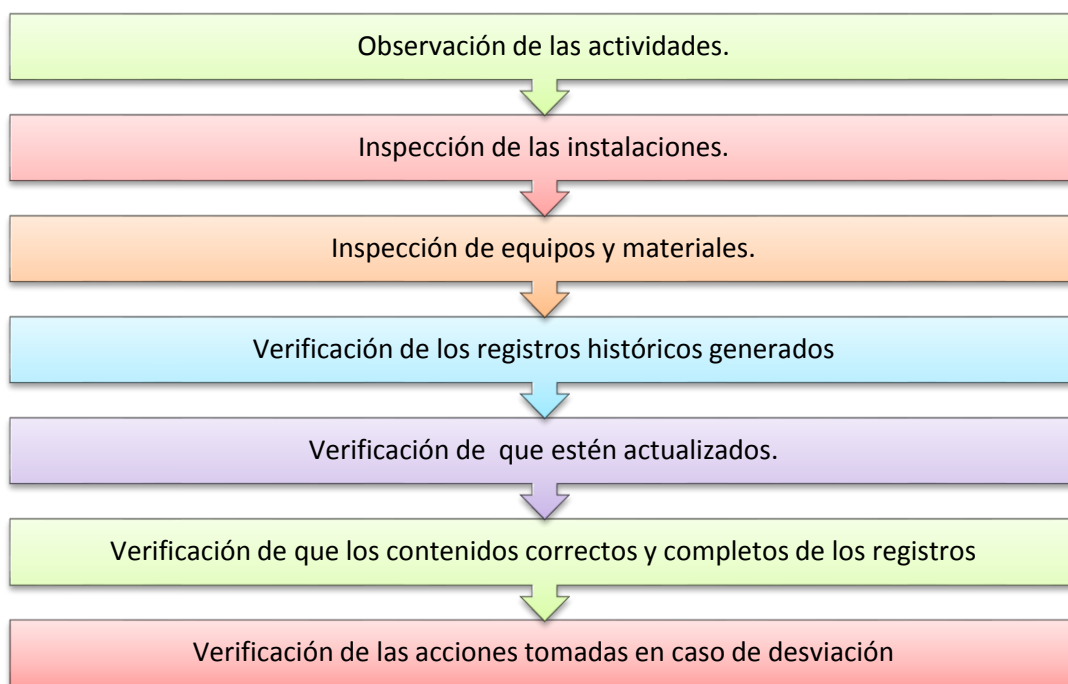 Observación de las actividades.
Inspección de las instalaciones.
Inspección de equipos y materiales.
Verificación de los registros históricos generados
Verificación de  que estén actualizados.
Verificación de que los contenidos correctos y completos de los registros
Verificación de las acciones tomadas en caso de desviación